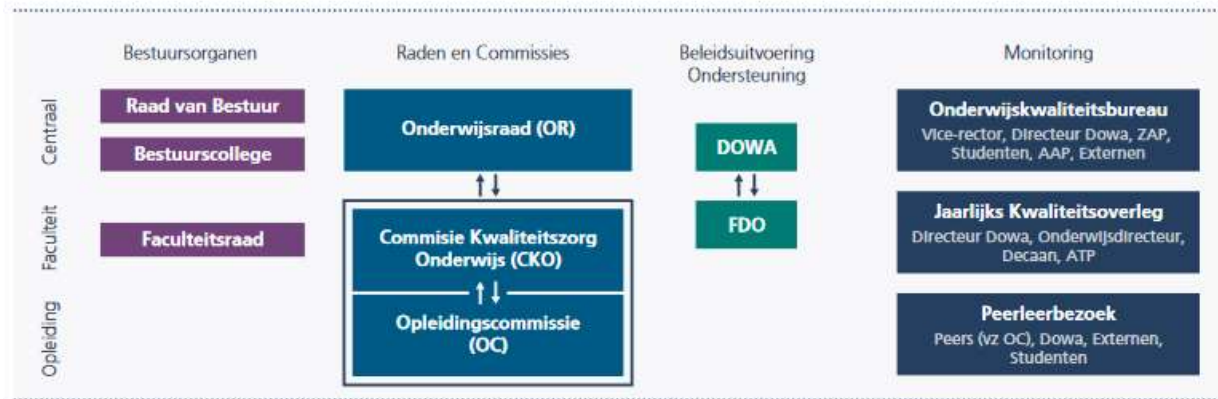 Bestuursorganen
Raden en Commissies
Beleidsuitvoering
Ondersteuning
Monitoring
Centraal
Raad van Bestuur
Bestuurscollege
Onderwijsraad (OR)
DOWA
Onderwijskwaliteitsbureau
Vice-rector, Directeur Dowa, ZAP,
Studenten, AAP, Externen
Faculteit
Faculteitsraad
Commisie Kwaliteitszorg
Onderwijs (CKO)
FDO
Jaarlijks Kwaliteitsoverleg
Directeur Dowa, Onderwijsdirecteur,
Decaan, ATP
Opleiding
Opleidingscommissie
(OC)
Peerleerbezoek
Peers (vz OC), Dowa, Externen,
Studenten